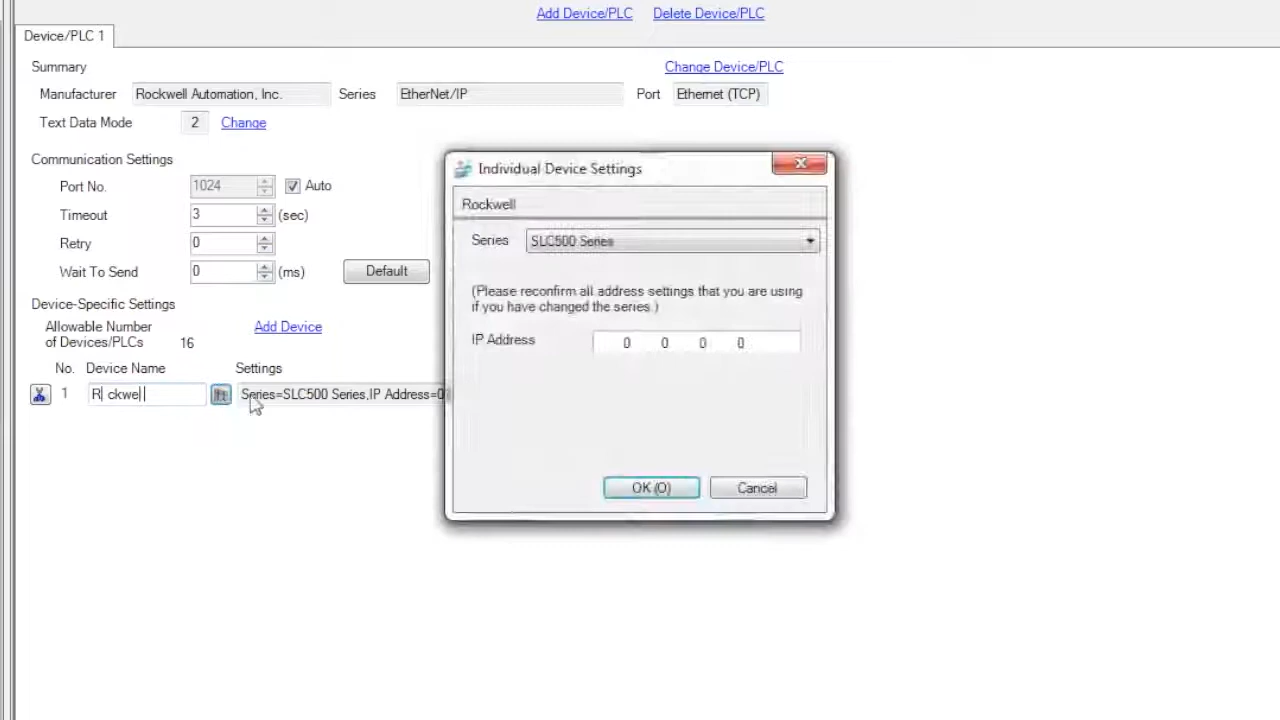 Add Device/PLC Delete Device/PLC
Device/PLC 1
Summary Change Device/PLC
Manufacturer Rockwell Automation, Inc. Series EtherNet/IP Port Ethernet (TCP)
Text Data Mode 2 Change
Communication Settings
Port No. 1024 Auto
Timeout 3 (sec)
Retry 0
Wait To Send 0 (ms) Default
Device-Specific Settings
Allowable Number
of Devices/PLCs 16 Add Device
No. Device Name Settings
1 R ckwell Series=SLC500 Series,IP Address=0
Individual Device Settings
Rockwell
Series SLC500 Series
(Please reconfirm all address settings that you are using
if you have changed the series.)
IP Address 0 0 0 0
OK (O) Cancel